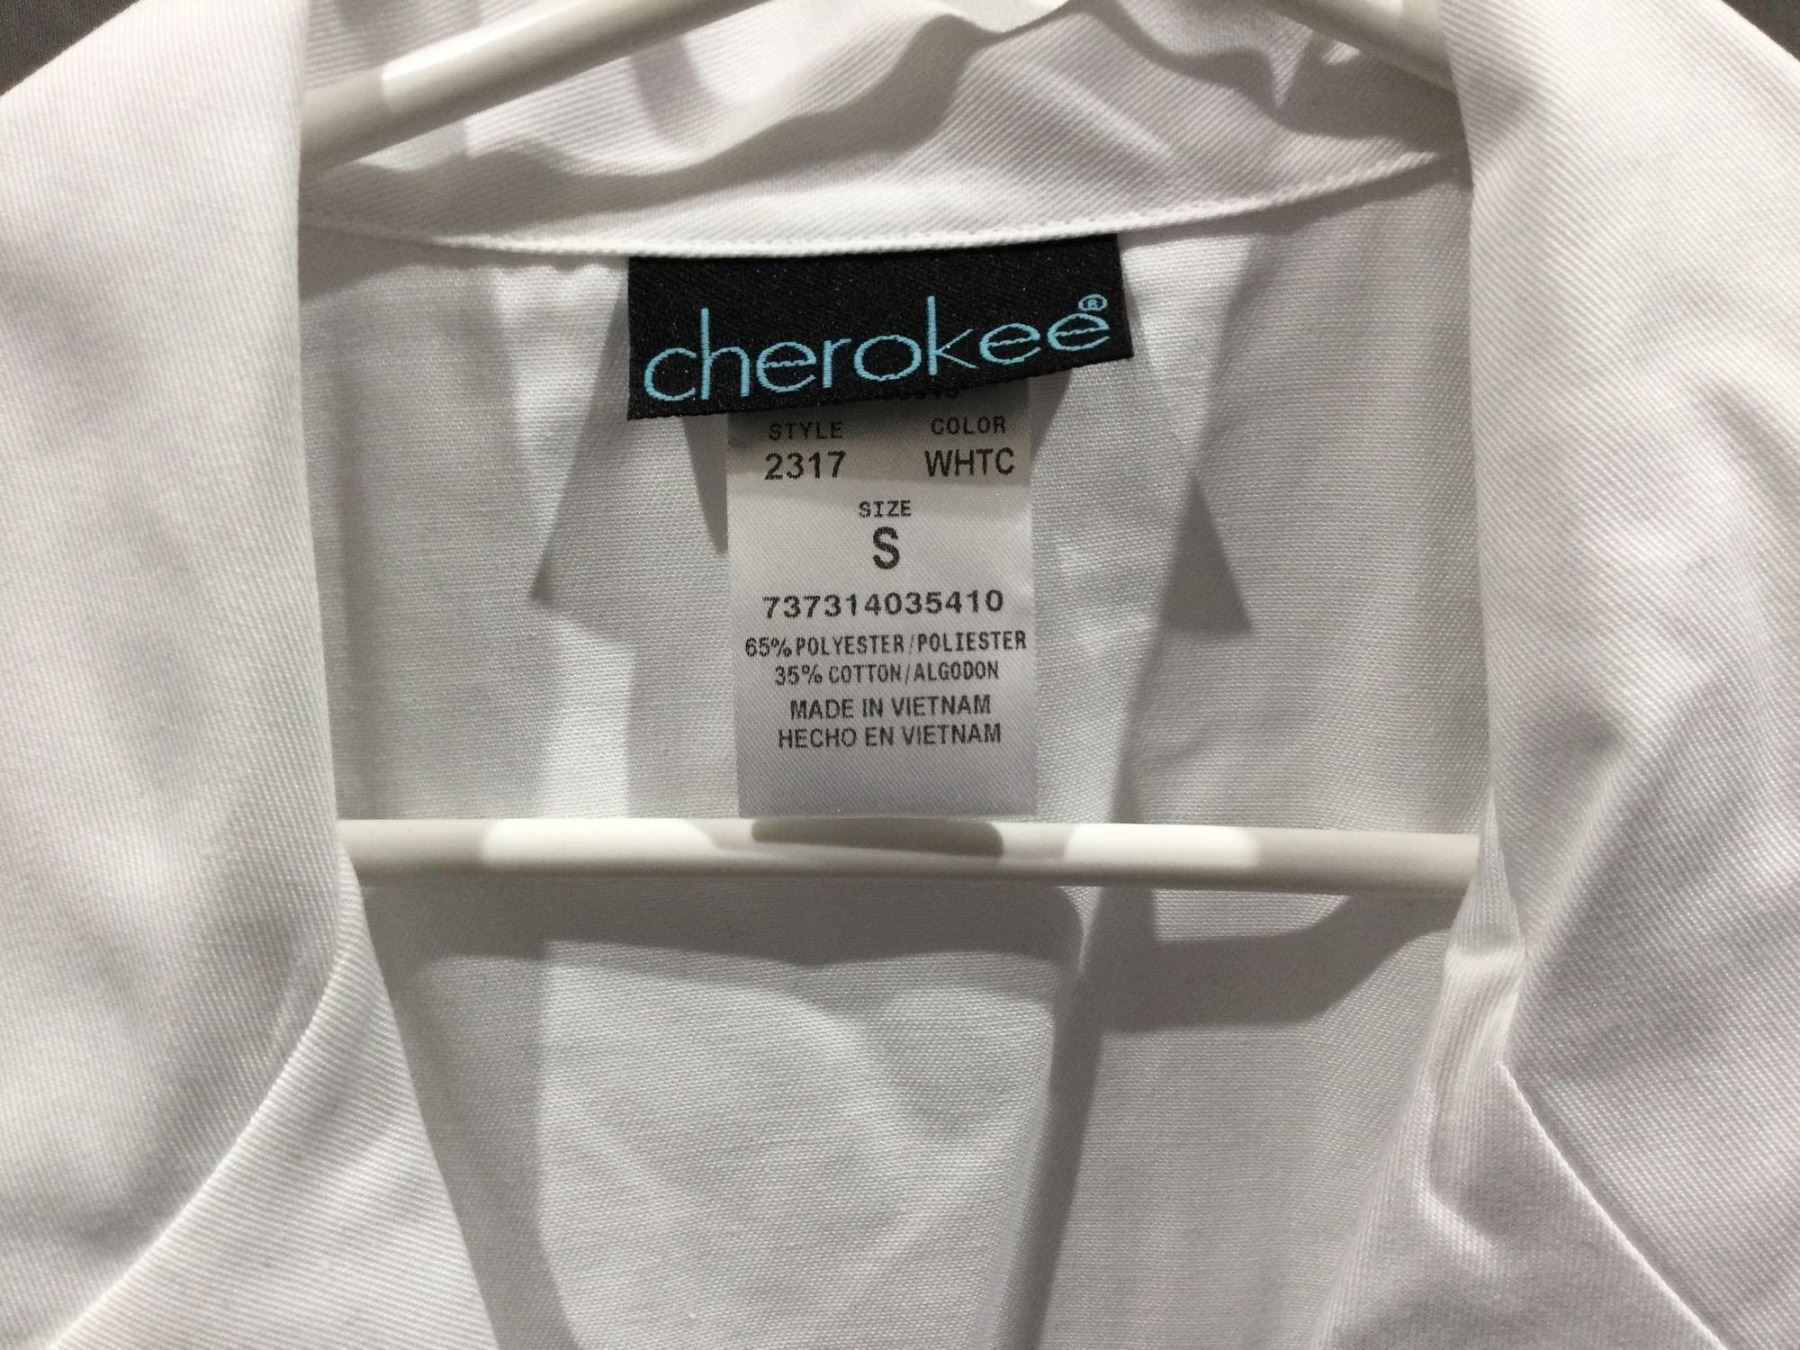 cherokee®
STYLE COLOR
2317 WHTC
SIZE
S
737314035410
65% POLYESTER/POLIESTER
35% COTTON/ALGODON
MADE IN VIETNAM
HECHO EN VIETNAM